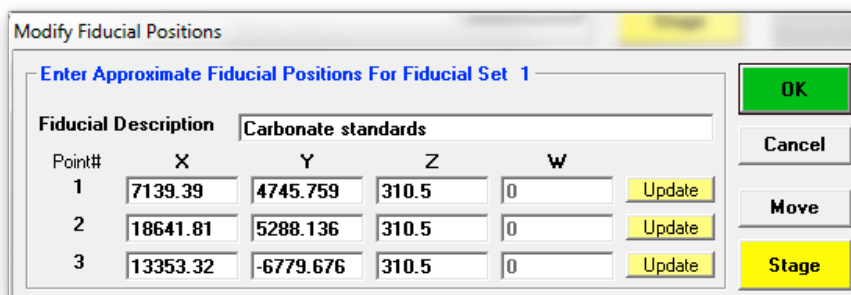 Stage
Modify Fiducial Positions
Enter Approximate Fiducial Positions For Fiducial Set 1
OK
Fiducial Description Carbonate standards
Cancel
Point# X Y Z W
1 7139.39 4745.759 310.5 0 Update
Move
2 18641.81 5288.136 310.5 0 Update
3 13353.32 -6779.676 310.5 0 Update
Stage